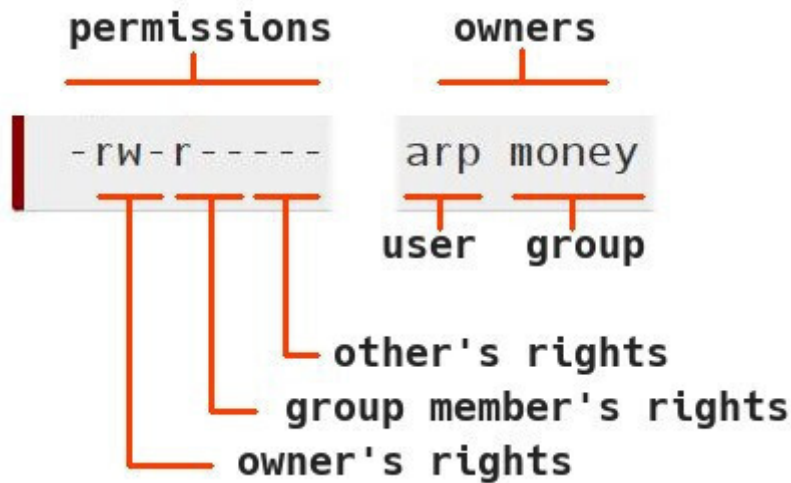 permissions owners
-rw-r----- arp money
user group
other's rights
group member's rights
owner's rights